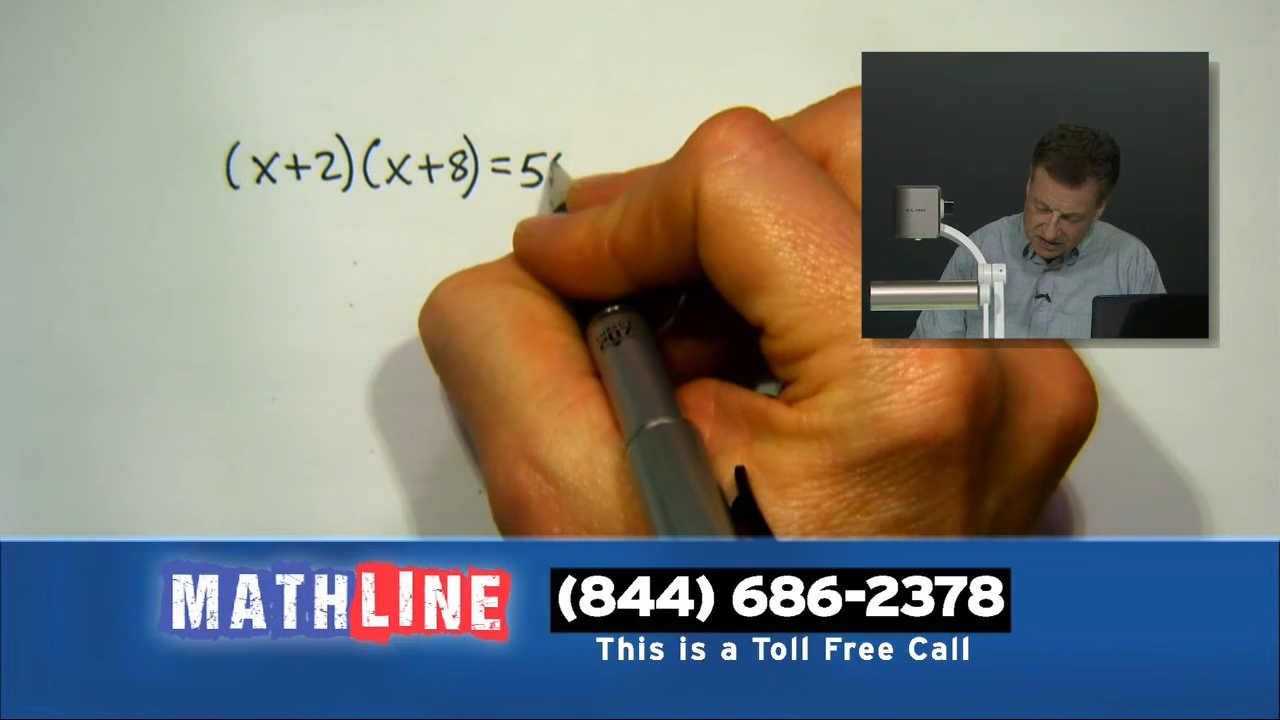 (x+2)(x+8)=5
MATHLINE
(844) 686-2378
This is a Toll Free Call